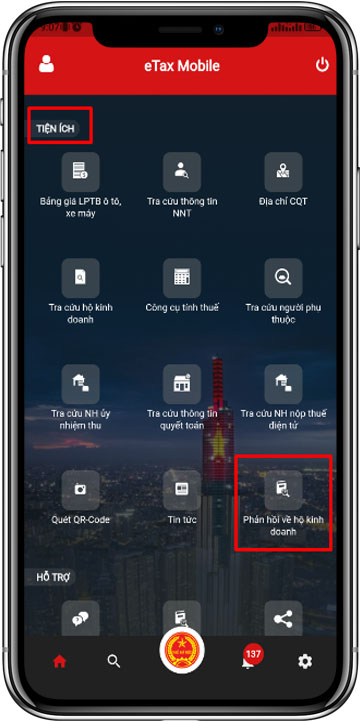 9:07
eTax Mobile
TIỆN ÍCH
Bảng giá LPTB ô tô,
xe máy
Tra cứu thông tin
NNT
Địa chỉ CQT
Tra cứu hộ kinh
doanh
Công cụ tính thuế
Tra cứu người phụ
thuộc
Tra cứu NH ủy
nhiệm thu
Tra cứu thông tin
quyết toán
Tra cứu NH nộp thuế
điện tử
Quét QR-Code
Tin tức
Phản hồi về hộ kinh
doanh
HỖ TRỢ
137